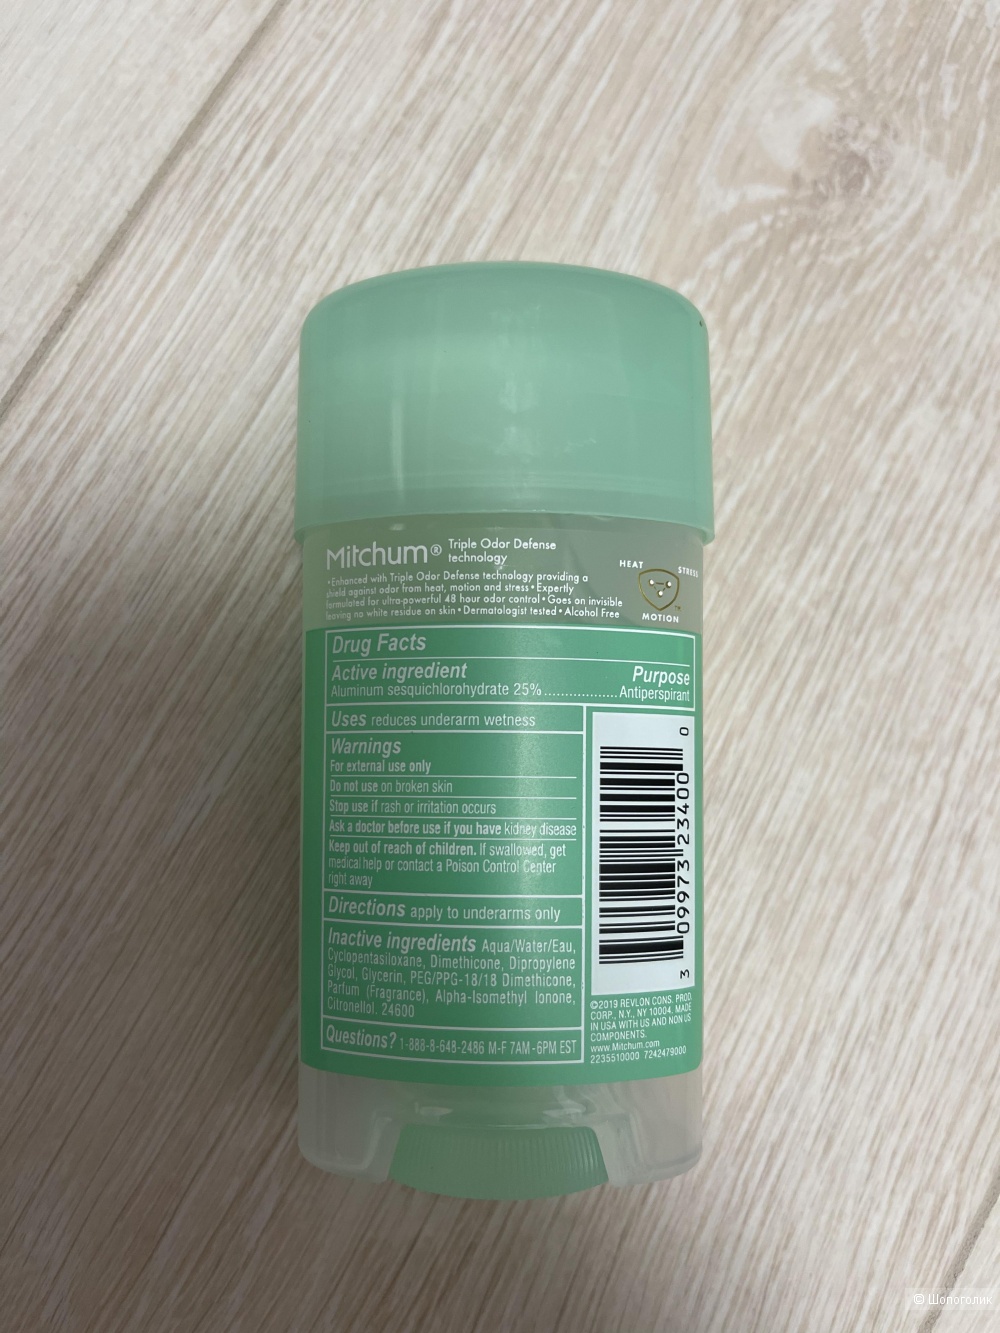 Mitchum® Triple Odor Defense
technology
•Enhanced with Triple Odor Defense technology providing a
shield against odor from heat, motion and stress • Expertly
formulated for ultra-powerful 48 hour odor control • Goes on invisible
leaving no white residue on skin • Dermatologist tested • Alcohol Free
HEAT STRESS
MOTION
Drug Facts
Active ingredient Purpose
Aluminum sesquichlorohydrate 25%..................Antiperspirant
Uses reduces underarm wetness
Warnings
For external use only
Do not use on broken skin
Stop use if rash or irritation occurs
Ask a doctor before use if you have kidney disease
Keep out of reach of children. If swallowed, get
medical help or contact a Poison Control Center
right away
Directions apply to underarms only
Inactive ingredients Aqua/Water/Eau,
Cyclopentasiloxane, Dimethicone, Dipropylene
Glycol, Glycerin, PEG/PPG-18/18 Dimethicone,
Parfum (Fragrance), Alpha-Isomethyl Ionone,
Citronellol. 24600
Questions? 1-888-8-648-2486 M-F 7AM-6PM EST
3 09973 23400 0
©2019 REVLON CONS. PROD.
CORP., N.Y., NY 10004. MADE
IN USA WITH US AND NON US
COMPONENTS.
www.Mitchum.com
2235510000 7242479000
© Шопоголик